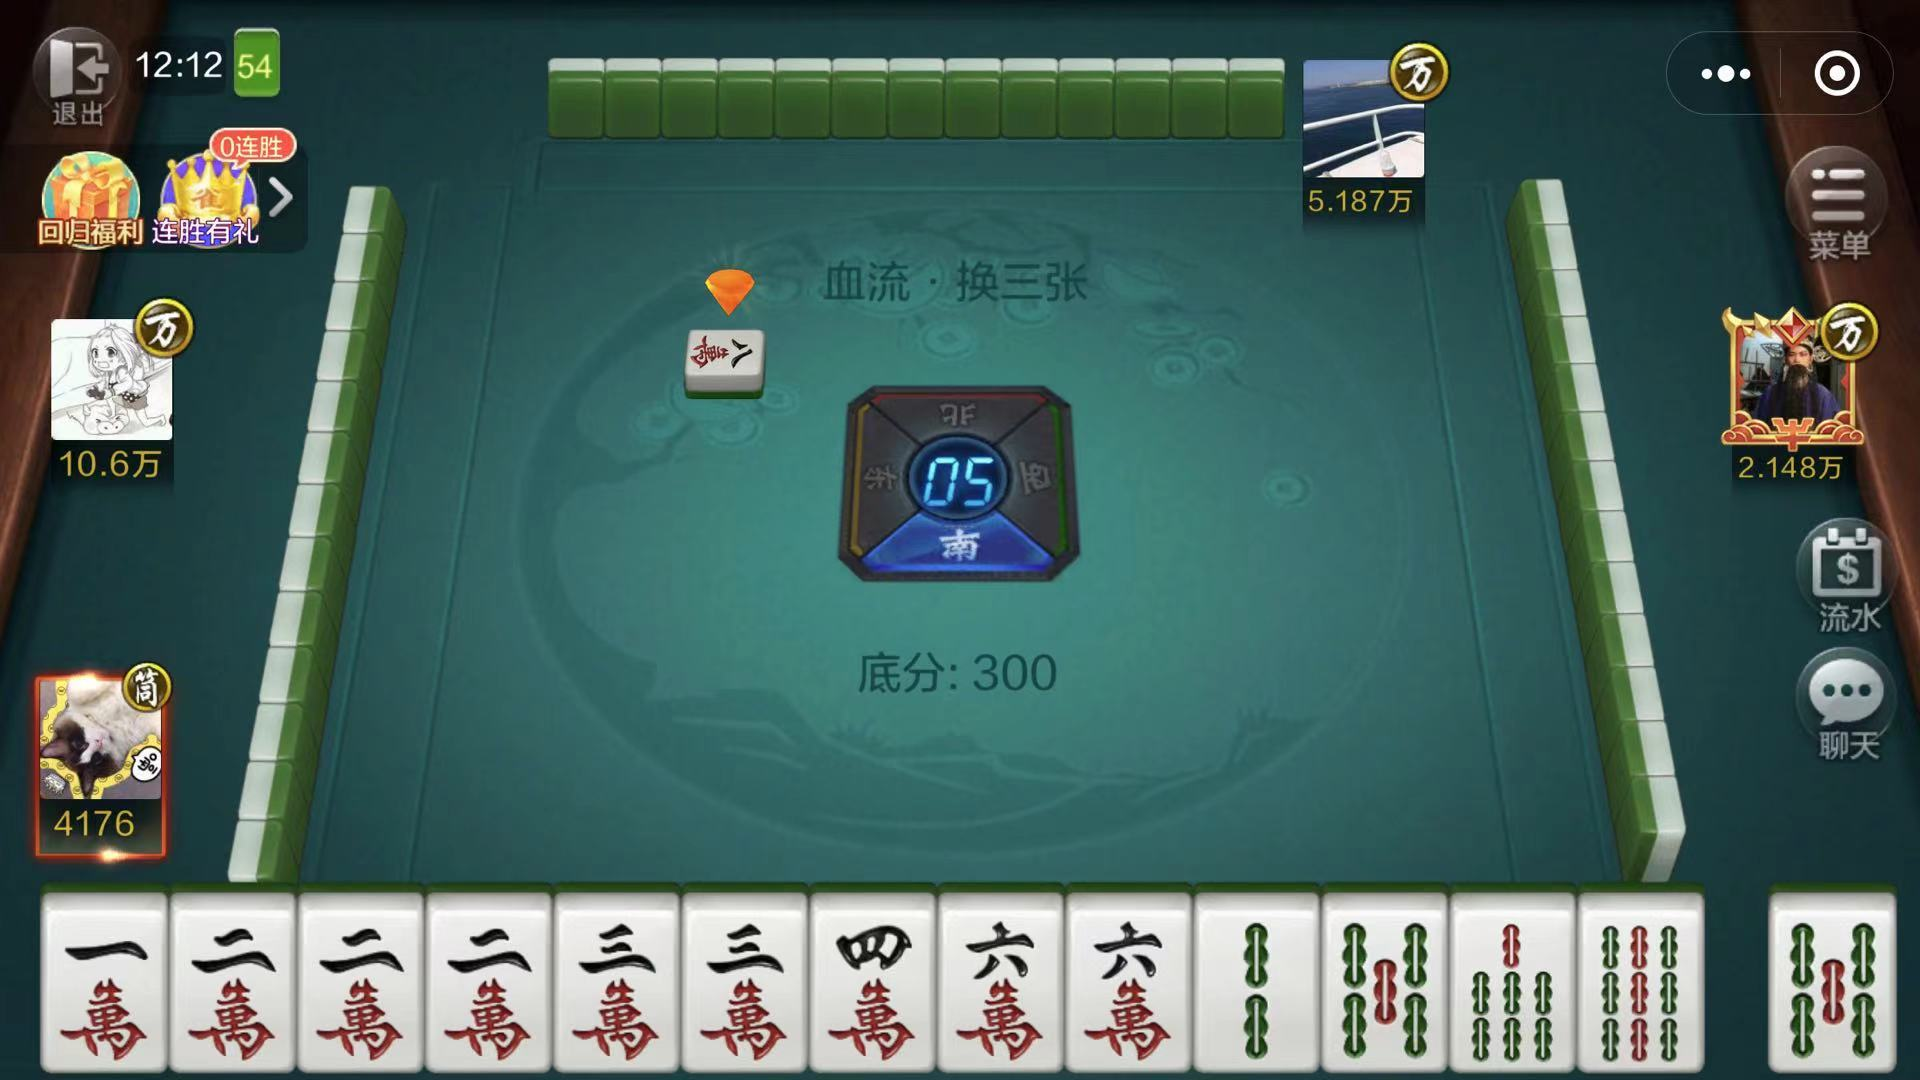 12:12
54
退出
0连胜
回归福利
连胜有礼
万
5.187万
菜单
万
10.6万
血流·换三张
八萬
北
东
05
西
南
万
2.148万
底分: 300
流水
聊天
筒
4176
一 二 二 二 三 三 四 六 六
萬 萬 萬 萬 萬 萬 萬 萬 萬